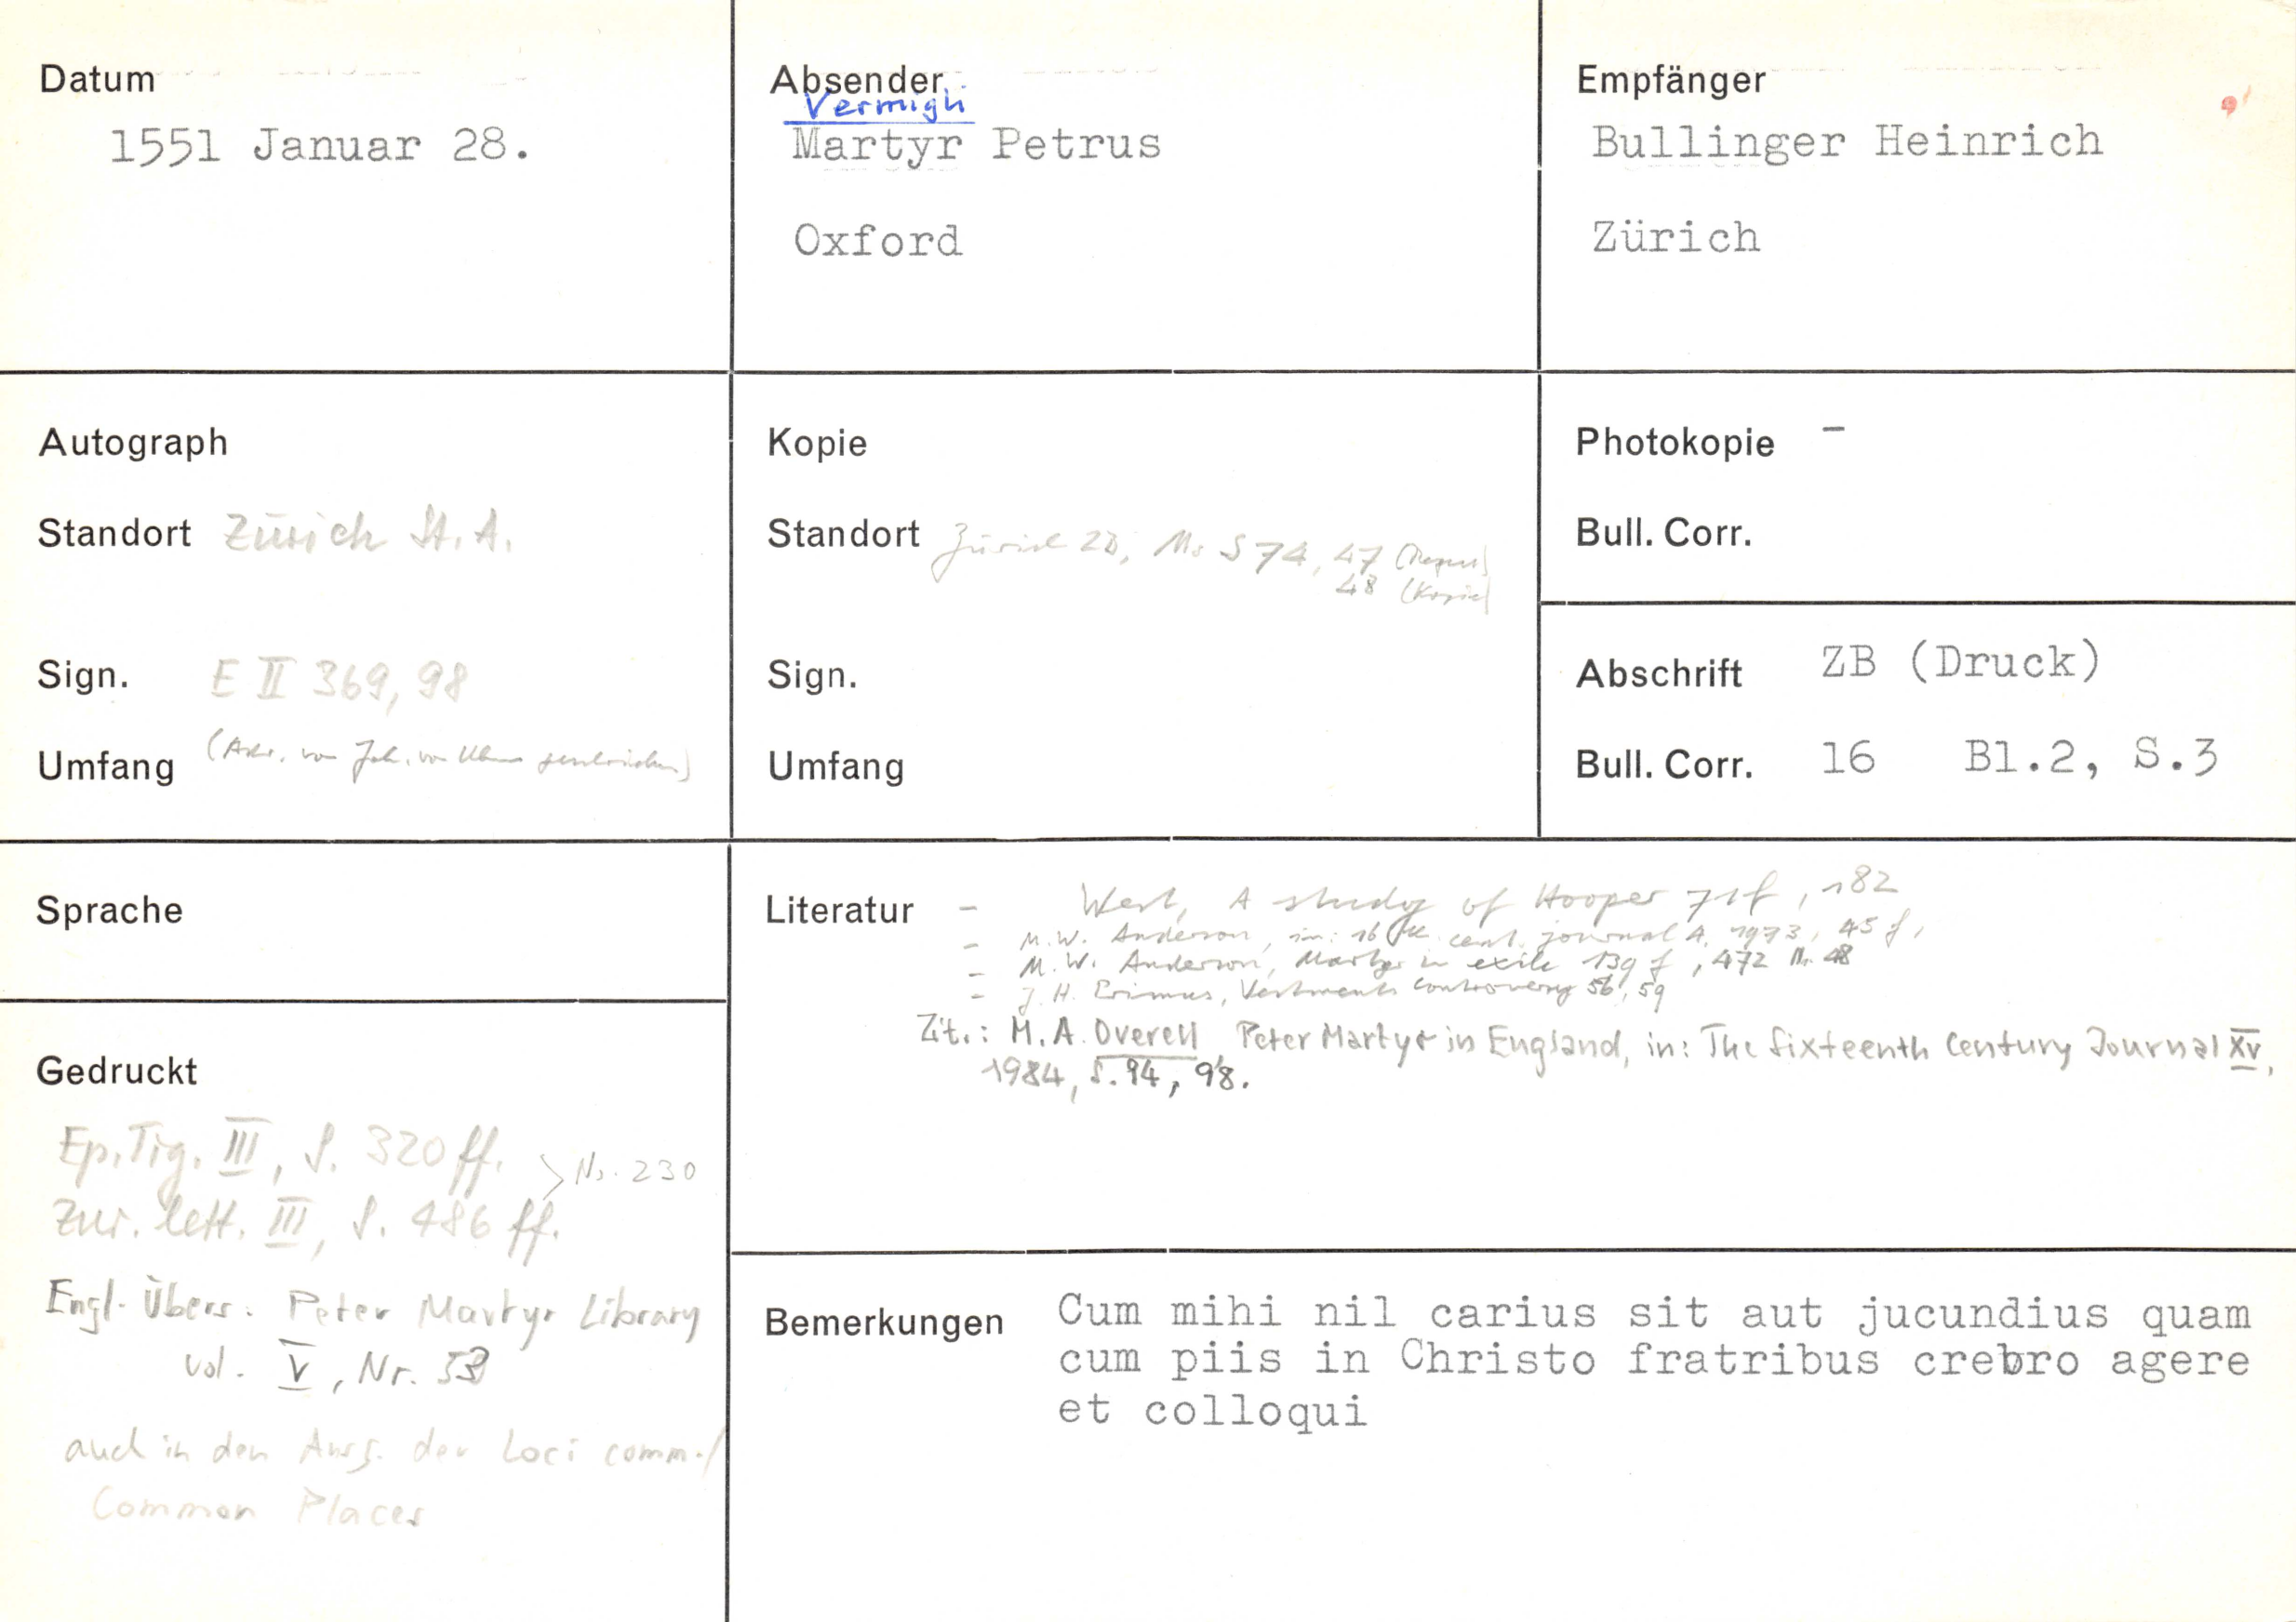 Datum
1551 Januar 28.
Absender
Vermigli
Martyr Petrus
Oxford
Empfänger
Bullinger Heinrich
Zürich
Autograph
Standort Zürich St. A.
Sign. E II 369, 98
Umfang (Adr. von Joh. von Ulm geschrieben)
Kopie
Standort Zürich ZB, Ms S 74, 47 (Regest)
48 (Kopie)
Sign.
Umfang
Photokopie -
Bull. Corr.
Abschrift ZB (Druck)
Bull. Corr. 16 Bl.2, S.3
Sprache
Gedruckt
Ep. Tig. III, S. 320 ff.
> Nr. 230
Zur. lett. III, S. 486 ff.
Engl. Übers. Peter Martyr Library
vol. V, Nr. 53
auch in den Ausg. der Loci comm./
Common Places
Literatur - West, A study of Hooper 71f, 182
- M.W. Anderson, in: 16th cent. journal 4, 1973, 45 f,
- M.W. Anderson, Martyr in exile 139 f, 472 Nr. 48
- J. H. Primus, Vestments controversy 56, 59
Zit.: M.A. Overell Peter Martyr in England, in: The Sixteenth Century Journal XV,
1984, S. 94, 98.
Bemerkungen Cum mihi nil carius sit aut jucundius quam
cum piis in Christo fratribus crebro agere
et colloqui